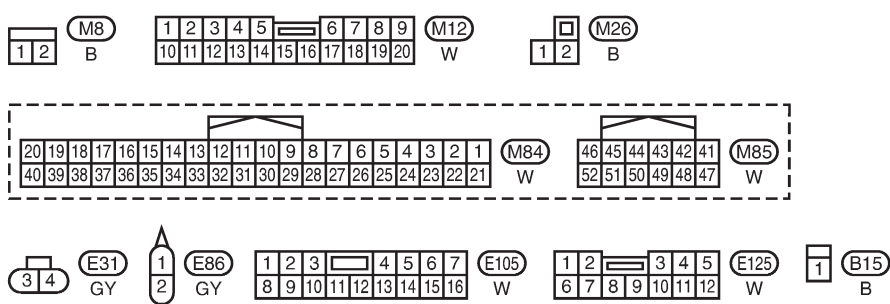 M8
1 2
B
1 2 3 4 5 6 7 8 9
10 11 12 13 14 15 16 17 18 19 20
M12
W
1 2
M26
B
20 19 18 17 16 15 14 13 12 11 10 9 8 7 6 5 4 3 2 1
40 39 38 37 36 35 34 33 32 31 30 29 28 27 26 25 24 23 22 21
M84
W
46 45 44 43 42 41
52 51 50 49 48 47
M85
W
3 4
E31
GY
1
2
E86
GY
1 2 3 4 5 6 7
8 9 10 11 12 13 14 15 16
E105
W
1 2 3 4 5
6 7 8 9 10 11 12
E125
W
1
B15
B